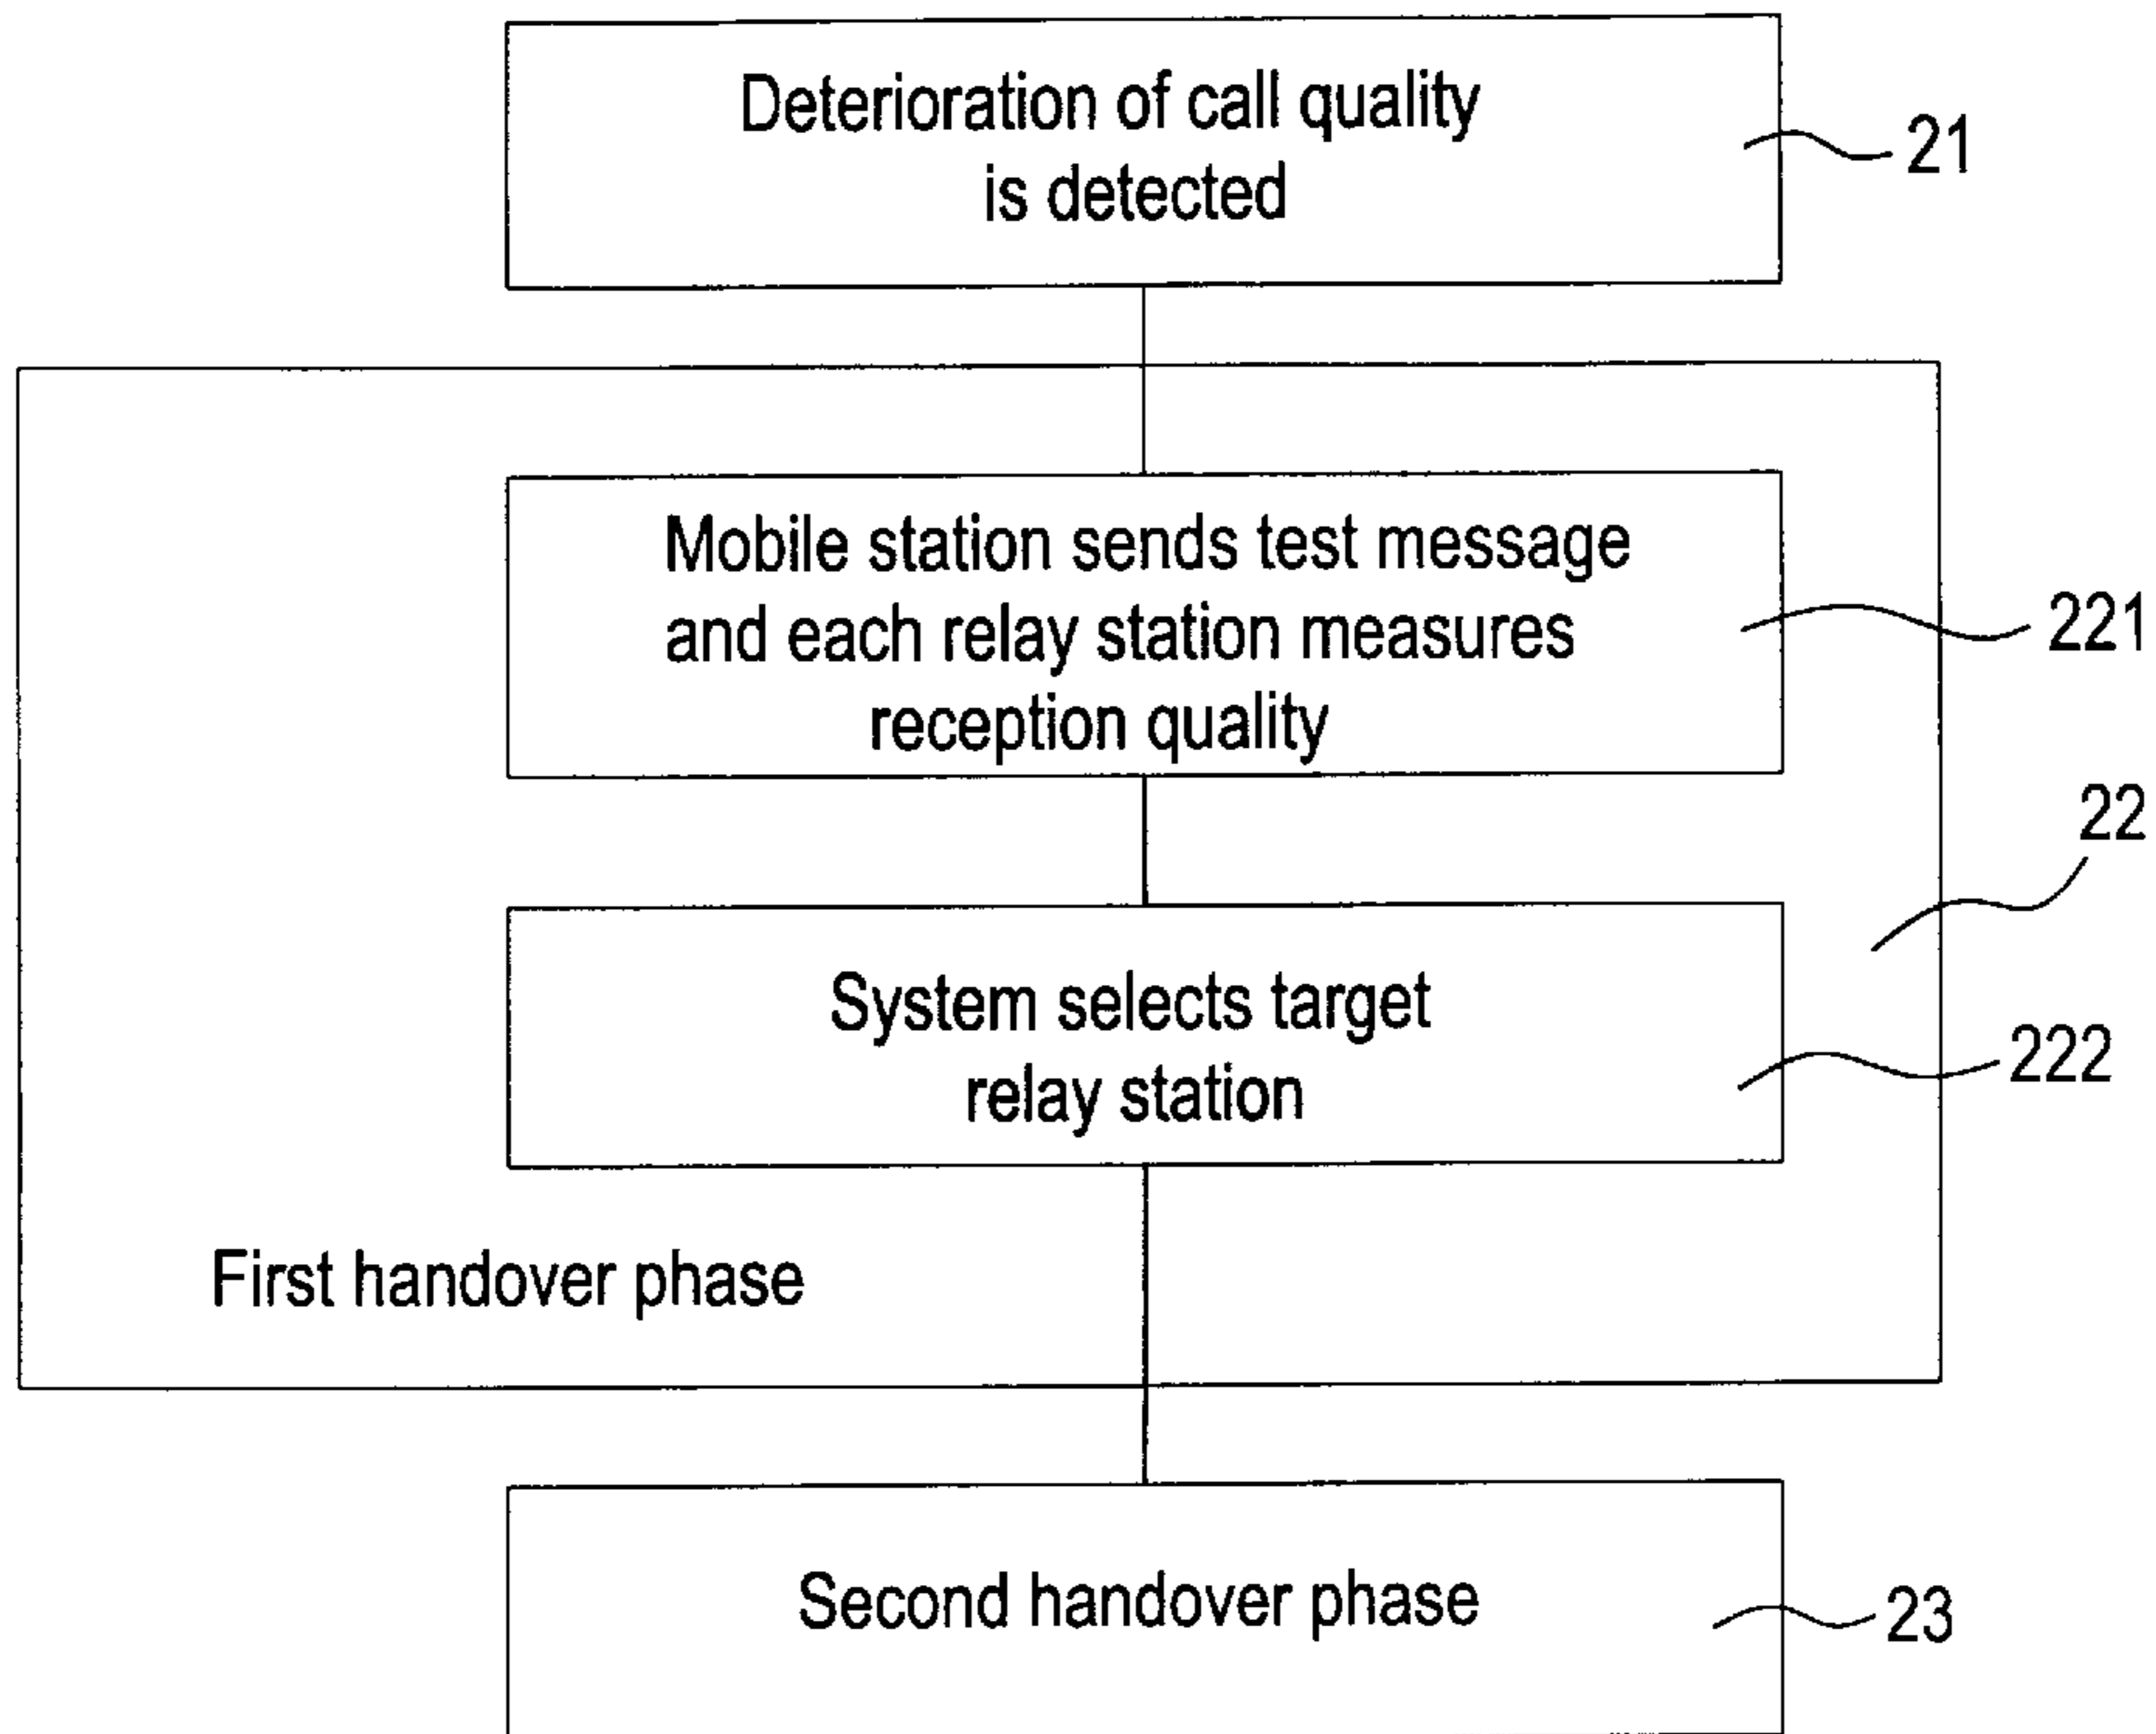 Deterioration of call quality
is detected
21
Mobile station sends test message
and each relay station measures
reception quality
221
22
System selects target
relay station
222
First handover phase
Second handover phase
23